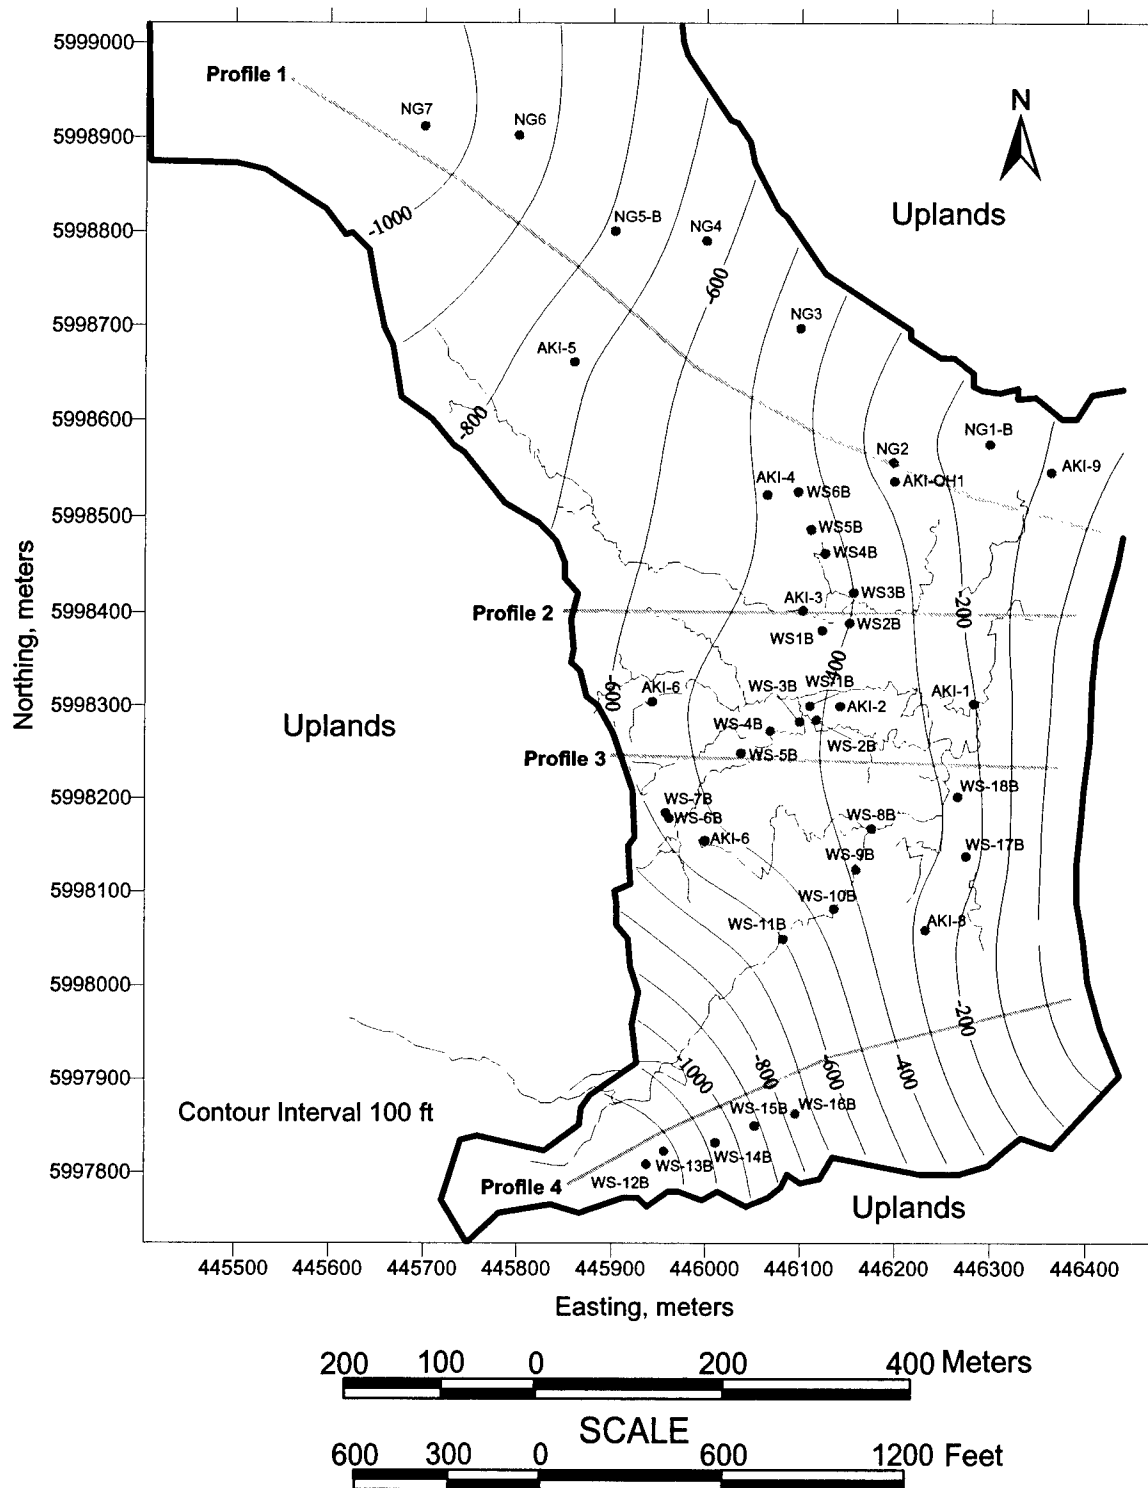 5999000
Profile 1
N
NG7
NG6
5998900
Uplands
-1000
NG5-B
NG4
5998800
-600
NG3
5998700
AKI-5
5998600
-800
NG1-B
NG2
AKI-9
AKI-4
WS6B
AKI-OH1
5998500
WS5B
WS4B
Northing, meters
AKI-3
WS3B
-200
5998400
Profile 2
WS1B
WS2B
-400
-600
AKI-6
WS-3B
WS-1B
AKI-1
5998300
AKI-2
Uplands
WS-4B
WS-2B
Profile 3
WS-5B
5998200
WS-7B
WS-18B
WS-6B
WS-8B
AKI-6
WS-17B
WS-9B
5998100
WS-10B
WS-11B
AKI-8
5998000
-200
5997900
-1000
-800
-600
-400
Contour Interval 100 ft
WS-15B
WS-16B
5997800
WS-14B
WS-13B
WS-12B
Profile 4
Uplands
445500 445600 445700 445800 445900 446000 446100 446200 446300 446400
Easting, meters
200 100 0 200 400 Meters
SCALE
600 300 0 600 1200 Feet